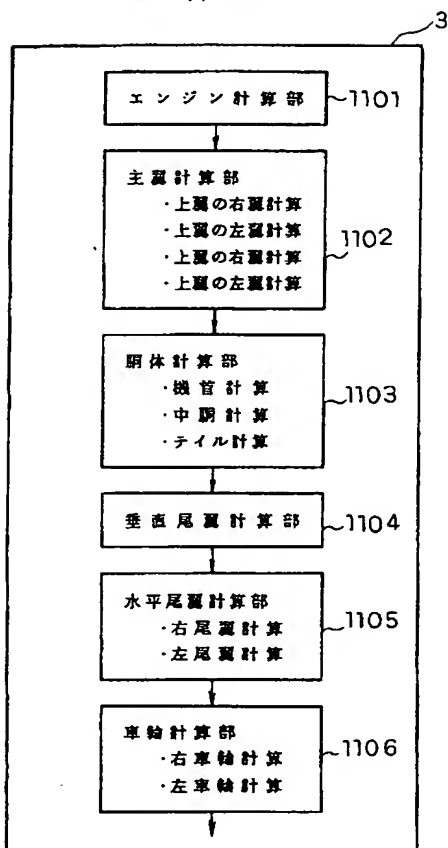 3
エンジン計算部 1101
主翼計算部
・上翼の右翼計算
・上翼の左翼計算
・上翼の右翼計算
・上翼の左翼計算
1102
胴体計算部
・機首計算
・中胴計算
・テイル計算
1103
垂直尾翼計算部 1104
水平尾翼計算部
・右尾翼計算
・左尾翼計算
1105
車輪計算部
・右車輪計算
・左車輪計算
1106